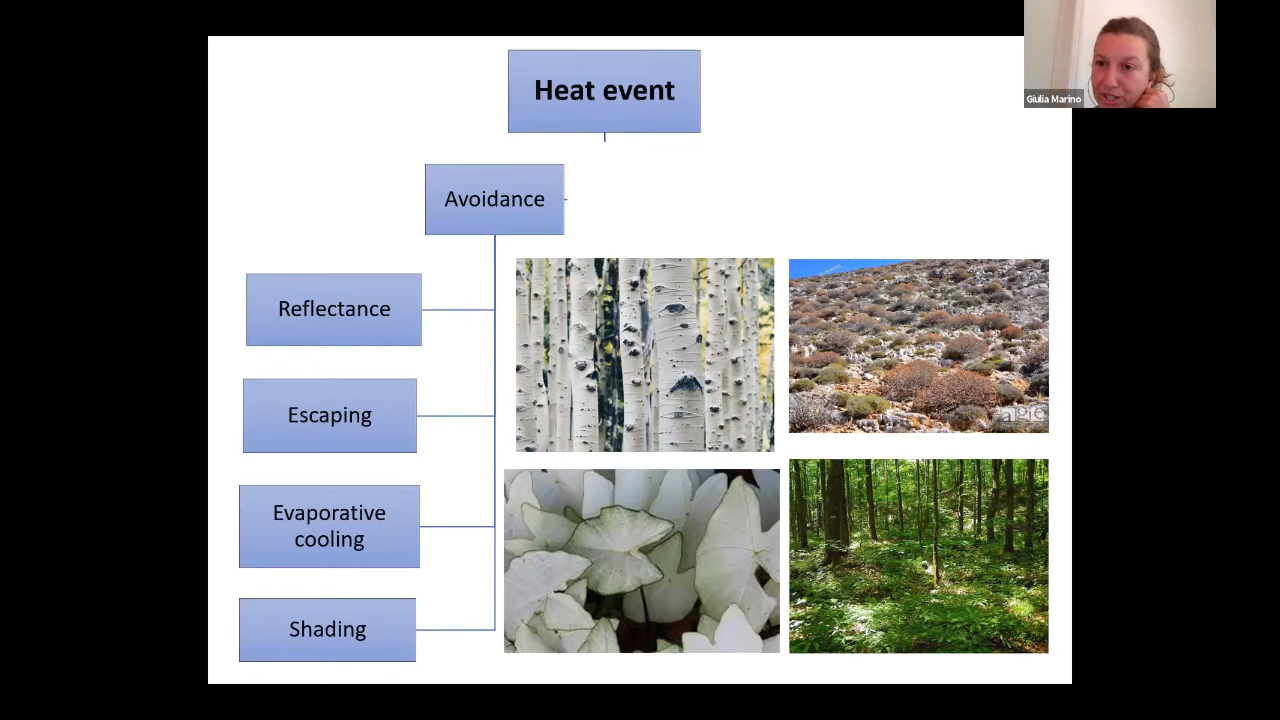 Heat event
Giulia Marino
Avoidance
Reflectance
Escaping
Evaporative
cooling
Shading